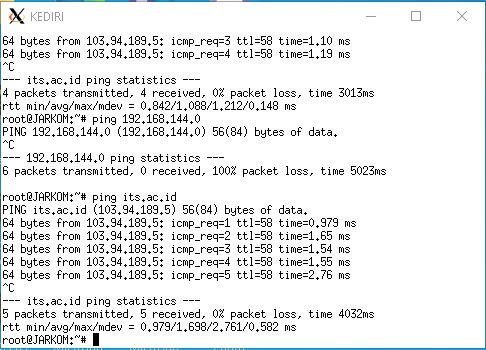 KEDIRI
64 bytes from 103.94.189.5: icmp_req=3 ttl=58 time=1.10 ms
64 bytes from 103.94.189.5: icmp_req=4 ttl=58 time=1.19 ms
^C
--- its.ac.id ping statistics ---
4 packets transmitted, 4 received, 0% packet loss, time 3013ms
rtt min/avg/max/mdev = 0.842/1.088/1.212/0.148 ms
root@JARKOM:~# ping 192.168.144.0
PING 192.168.144.0 (192.168.144.0) 56(84) bytes of data.
^C
--- 192.168.144.0 ping statistics ---
6 packets transmitted, 0 received, 100% packet loss, time 5023ms
root@JARKOM:~# ping its.ac.id
PING its.ac.id (103.94.189.5) 56(84) bytes of data.
64 bytes from 103.94.189.5: icmp_req=1 ttl=58 time=0.979 ms
64 bytes from 103.94.189.5: icmp_req=2 ttl=58 time=1.65 ms
64 bytes from 103.94.189.5: icmp_req=3 ttl=58 time=1.54 ms
64 bytes from 103.94.189.5: icmp_req=4 ttl=58 time=1.55 ms
64 bytes from 103.94.189.5: icmp_req=5 ttl=58 time=2.76 ms
^C
--- its.ac.id ping statistics ---
5 packets transmitted, 5 received, 0% packet loss, time 4032ms
rtt min/avg/max/mdev = 0.979/1.698/2.761/0.582 ms
root@JARKOM:~#